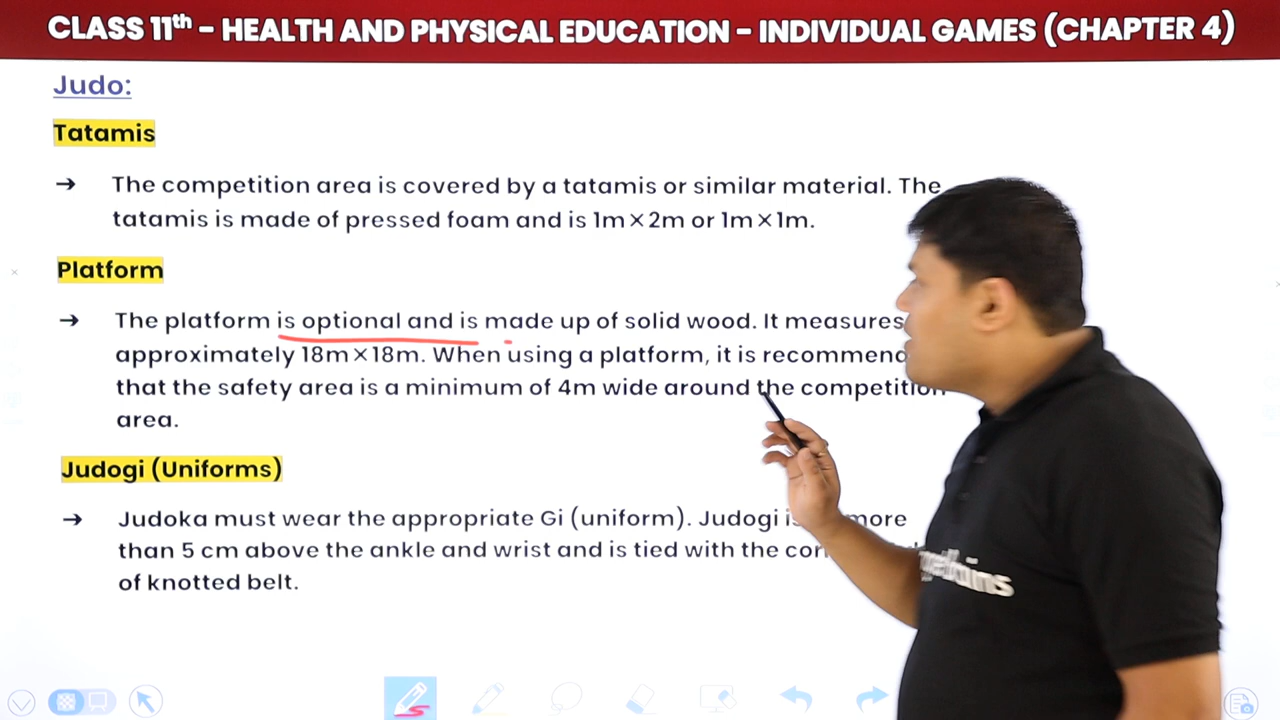 CLASS 11th – HEALTH AND PHYSICAL EDUCATION – INDIVIDUAL GAMES (CHAPTER 4)
Judo:
Tatamis
→ The competition area is covered by a tatamis or similar material. The
tatamis is made of pressed foam and is 1m×2m or 1m×1m.
Platform
→ The platform is optional and is made up of solid wood. It measures
approximately 18m×18m. When using a platform, it is
that the safety area is a minimum of 4m wide around the competition
area.
Judogi (Uniforms)
→ Judoka must wear the appropriate Gi (uniform). Judogi more
than 5 cm above the ankle and wrist and is tied with the
of knotted belt.